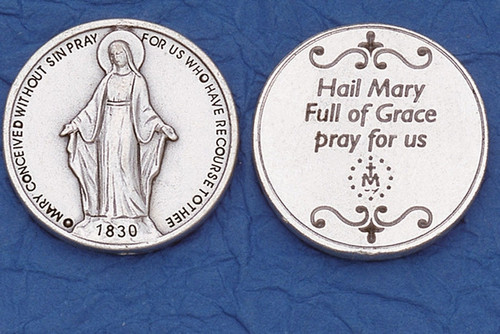 O MARY CONCEIVED WITHOUT SIN PRAY FOR US WHO HAVE RECOURSE TO THEE
1830
Hail Mary
Full of Grace
pray for us
M